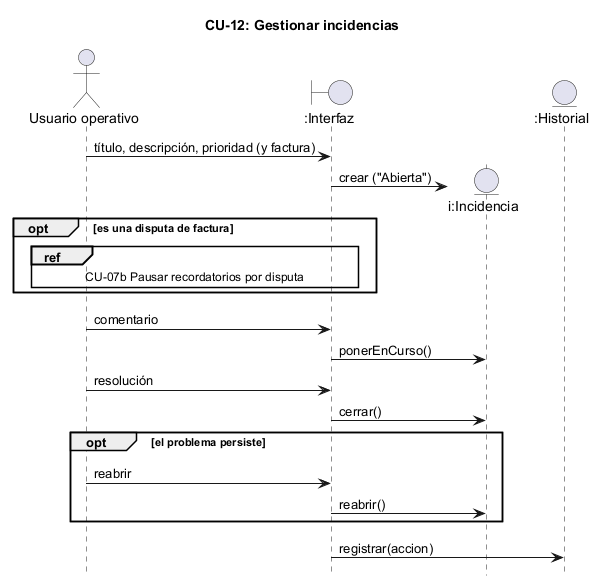 CU-12: Gestionar incidencias
Usuario operativo
:Interfaz
:Historial
título, descripción, prioridad (y factura)
crear ("Abierta")
i:Incidencia
opt
[es una disputa de factura]
ref
CU-07b Pausar recordatorios por disputa
comentario
ponerEnCurso()
resolución
cerrar()
opt
[el problema persiste]
reabrir
reabrir()
registrar(accion)